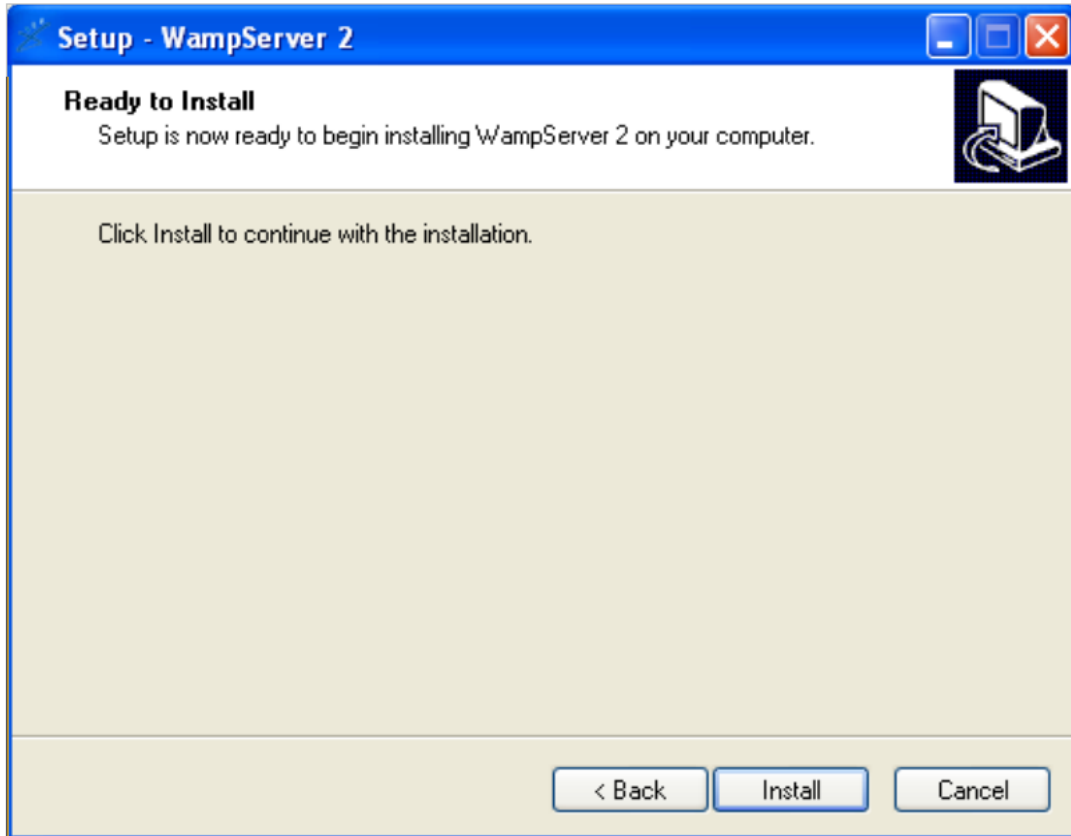 Setup - WampServer 2
Ready to Install
Setup is now ready to begin installing WampServer 2 on your computer.
Click Install to continue with the installation.
< Back
Install
Cancel